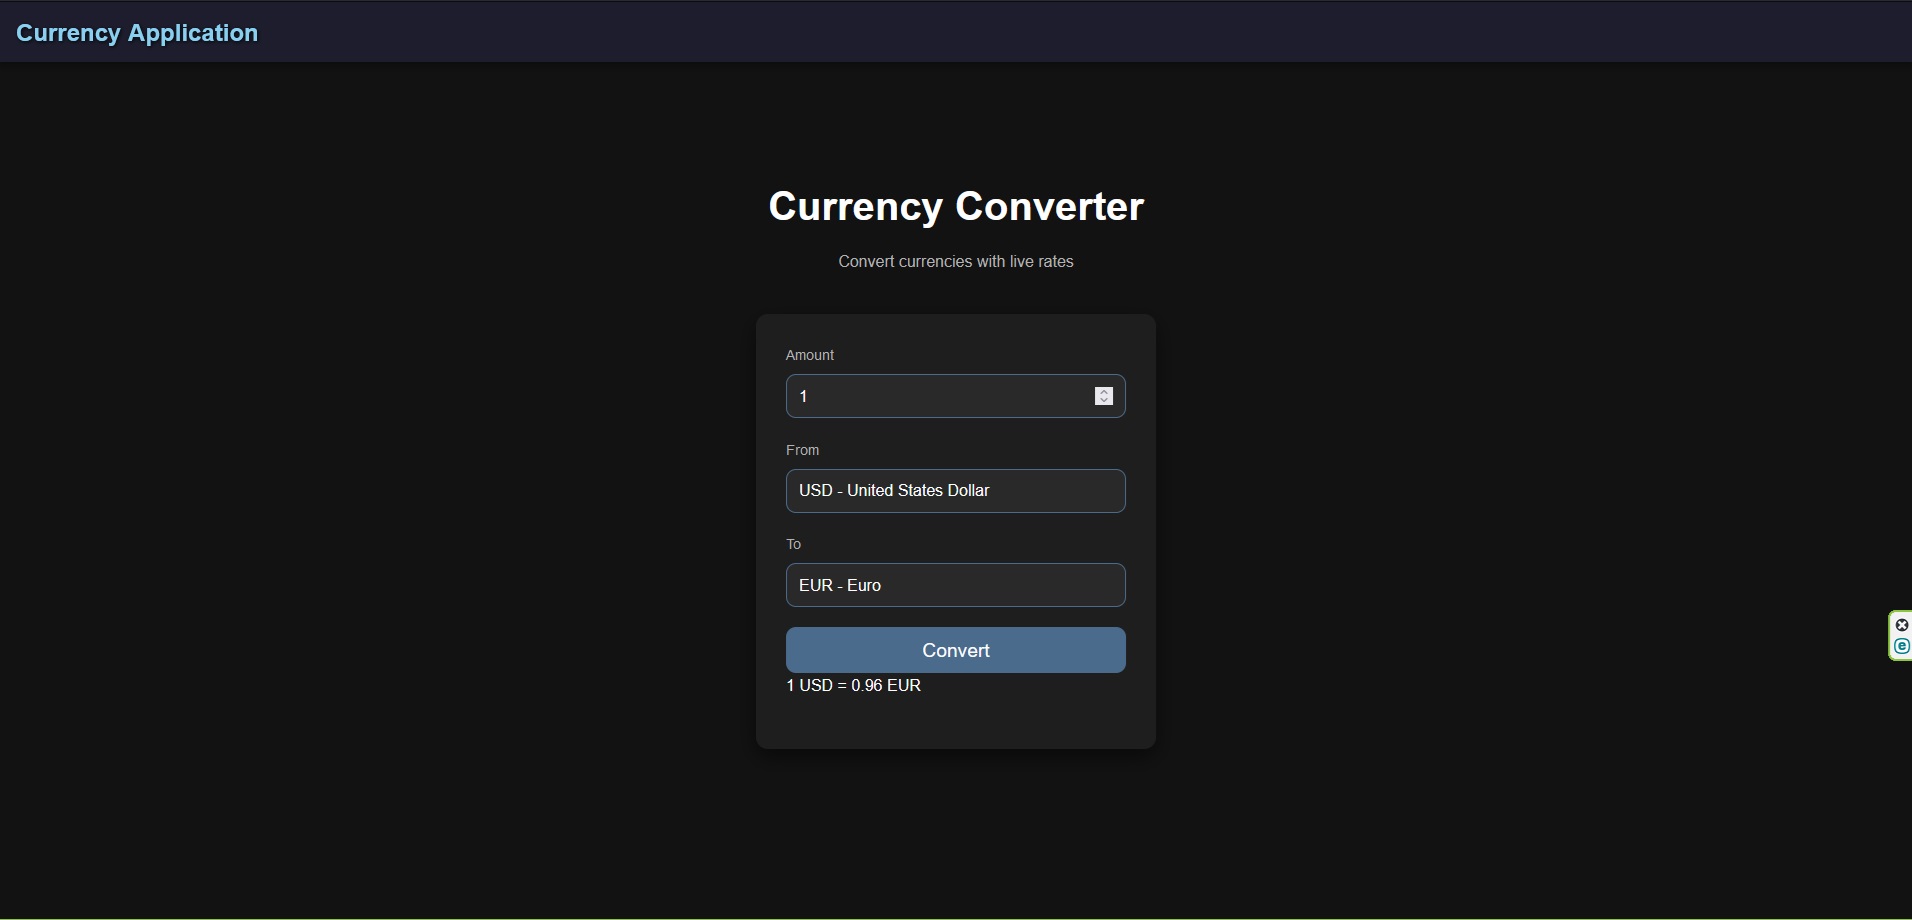 Currency Application
Currency Converter
Convert currencies with live rates
Amount
1
From
USD - United States Dollar
To
EUR - Euro
Convert
1 USD = 0.96 EUR
e